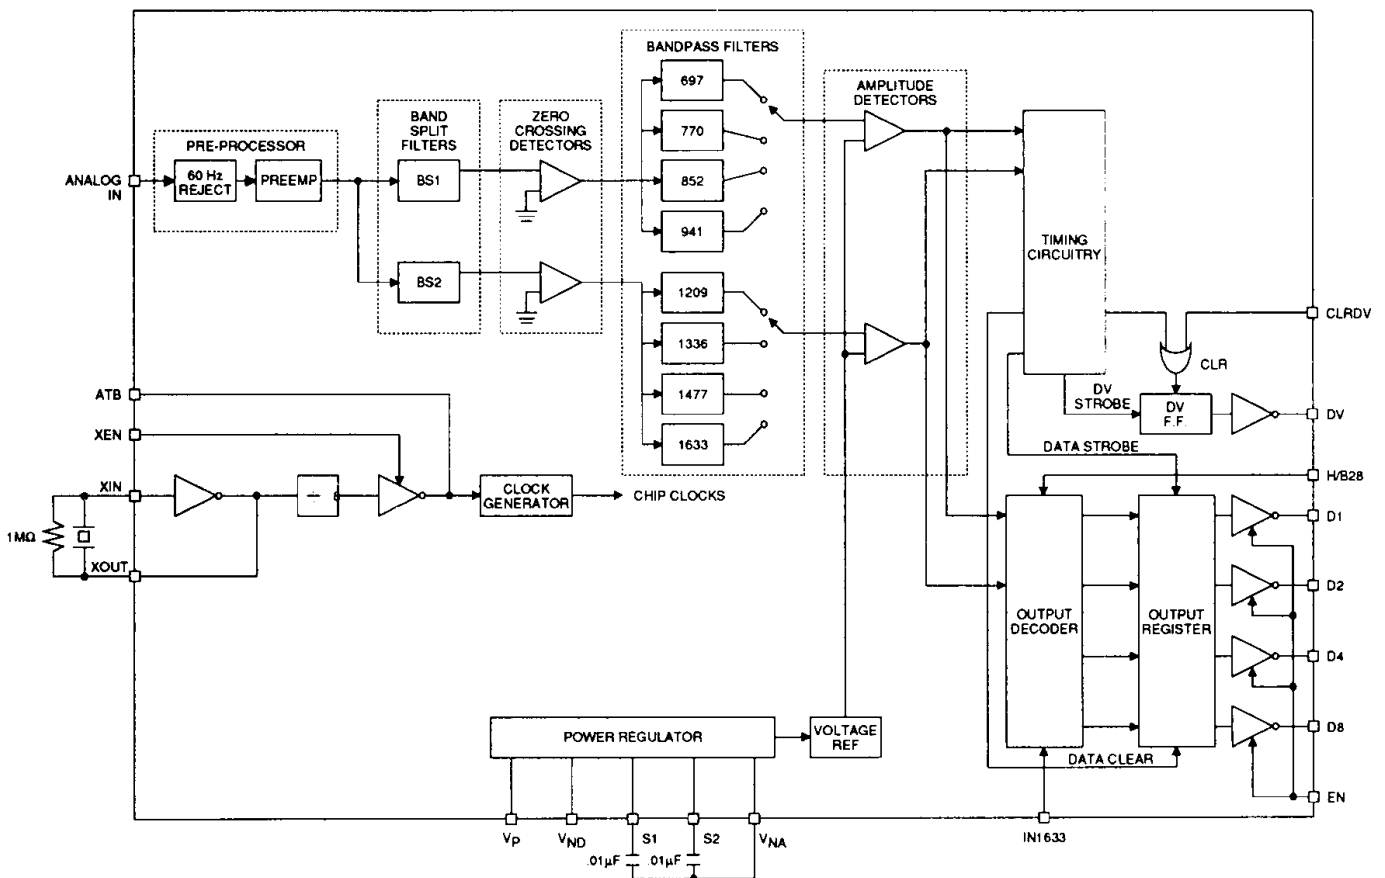 BANDPASS FILTERS
697
770
852
941
1209
1336
1477
1633
AMPLITUDE
DETECTORS
BAND
SPLIT
FILTERS
BS1
BS2
ZERO
CROSSING
DETECTORS
PRE-PROCESSOR
60 Hz
REJECT
PREEMP
ANALOG
IN
TIMING
CIRCUITRY
CLRDV
CLR
DV
STROBE
DV
F.F.
DV
DATA STROBE
H/B28
ATB
XEN
XIN
XOUT
1MΩ
÷
CLOCK
GENERATOR
CHIP CLOCKS
OUTPUT
DECODER
OUTPUT
REGISTER
D1
D2
D4
D8
EN
DATA CLEAR
POWER REGULATOR
VOLTAGE
REF
VP
VND
S1
S2
VNA
IN1633
.01µF
.01µF